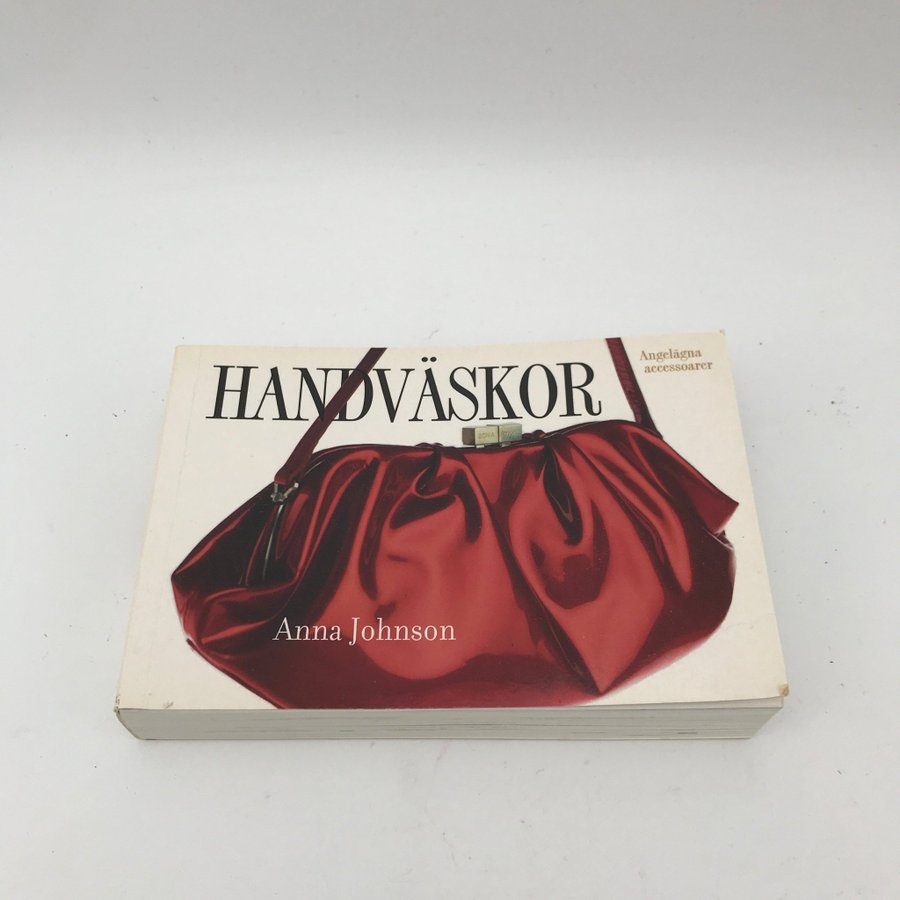 HANDVÄSKOR
Angelägna
accessoarer
Anna Johnson